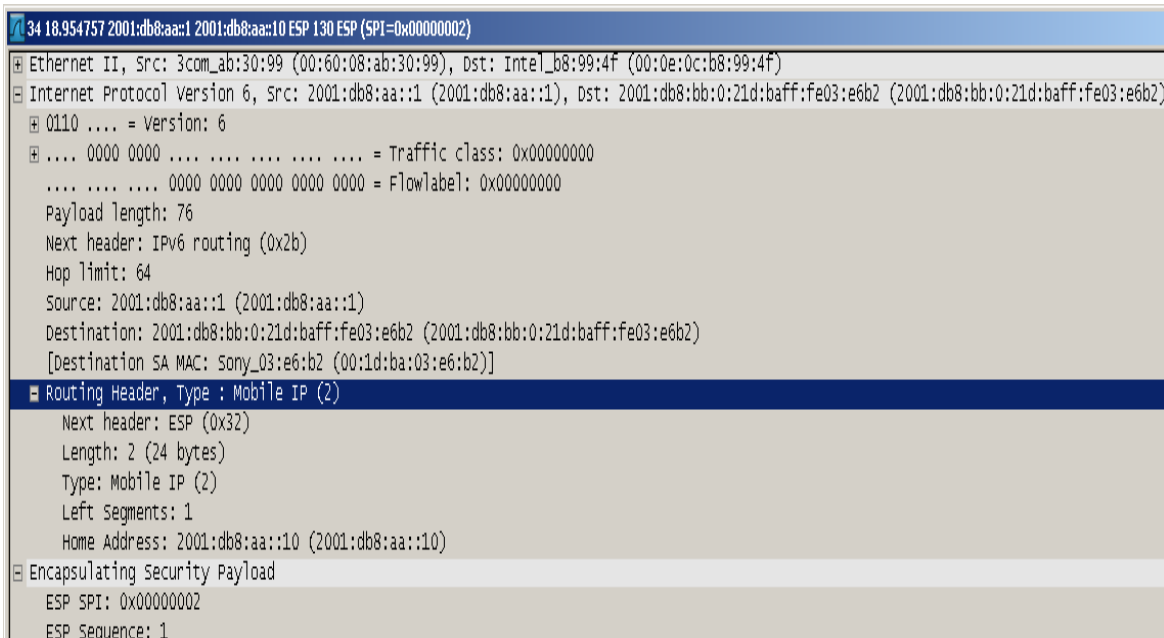 34 18.954757 2001:db8:aa::1 2001:db8:aa::10 ESP 130 ESP (SPI=0x00000002)
Ethernet II, Src: 3com_ab:30:99 (00:60:08:ab:30:99), Dst: Intel_b8:99:4f (00:0e:0c:b8:99:4f)
Internet Protocol Version 6, Src: 2001:db8:aa::1 (2001:db8:aa::1), Dst: 2001:db8:bb:0:21d:baff:fe03:e6b2 (2001:db8:bb:0:21d:baff:fe03:e6b2)
0110 .... = Version: 6
.... 0000 0000 .... .... .... .... .... = Traffic class: 0x00000000
.... .... .... 0000 0000 0000 0000 0000 = Flowlabel: 0x00000000
Payload length: 76
Next header: IPv6 routing (0x2b)
Hop limit: 64
Source: 2001:db8:aa::1 (2001:db8:aa::1)
Destination: 2001:db8:bb:0:21d:baff:fe03:e6b2 (2001:db8:bb:0:21d:baff:fe03:e6b2)
[Destination SA MAC: Sony_03:e6:b2 (00:1d:ba:03:e6:b2)]
Routing Header, Type : Mobile IP (2)
Next header: ESP (0x32)
Length: 2 (24 bytes)
Type: Mobile IP (2)
Left Segments: 1
Home Address: 2001:db8:aa::10 (2001:db8:aa::10)
Encapsulating Security Payload
ESP SPI: 0x00000002
ESP Sequence: 1